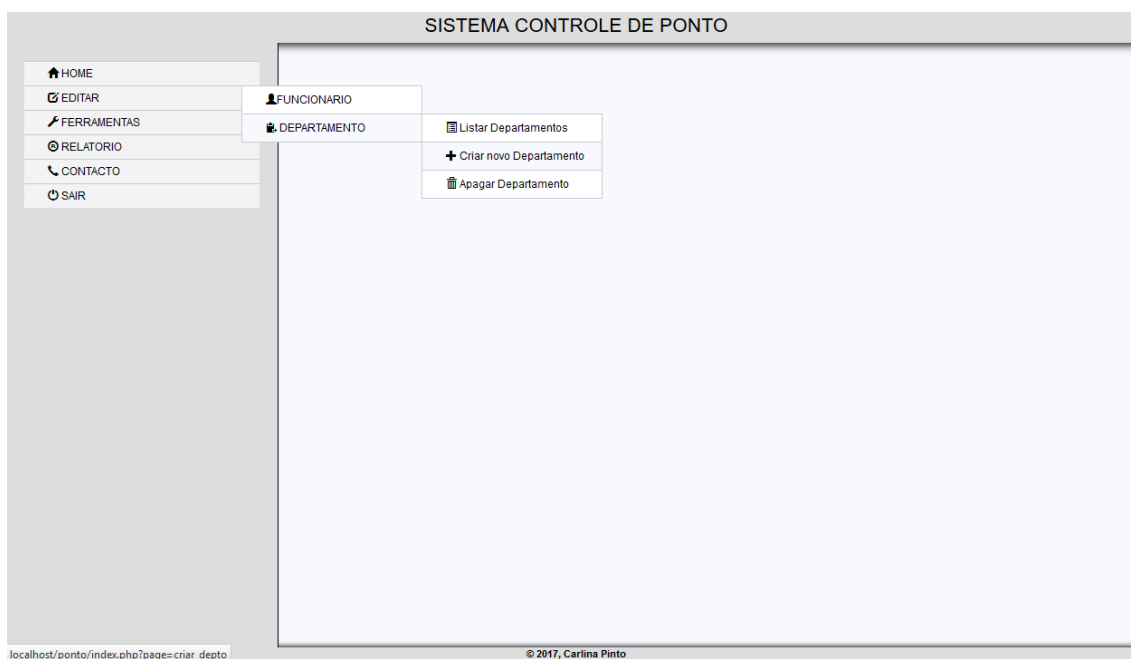 SISTEMA CONTROLE DE PONTO
HOME
EDITAR
FERRAMENTAS
RELATORIO
CONTACTO
SAIR
FUNCIONARIO
DEPARTAMENTO
Listar Departamentos
Criar novo Departamento
Apagar Departamento
localhost/ponto/index.php?page=criar_depto
© 2017, Carlina Pinto